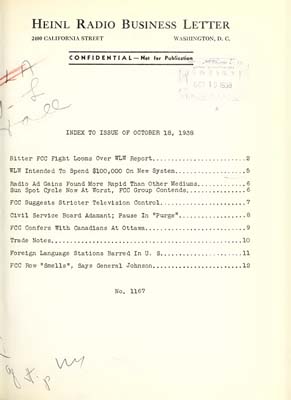 HEINL RADIO BUSINESS LETTER
2400 CALIFORNIA STREET WASHINGTON, D. C.
CONFIDENTIAL—Not for Publication
INDEX TO ISSUE OF OCTOBER 18, 1938
Bitter FCC Fight Looms Over WLW Report....................2
WLW Intended To Spend $100,000 On New System..............5
Radio Ad Gains Found More Rapid Than Other Mediums........6
Sun Spot Cycle Now At Worst, FCC Group Contends...........6
FCC Suggests Stricter Television Control..................7
Civil Service Board Adamant; Pause In "Purge".............8
FCC Confers With Canadians At Ottawa......................9
Trade Notes..............................................10
Foreign Language Stations Barred In U. S.................11
FCC Row "Smells", Says General Johnson...................12
No. 1167